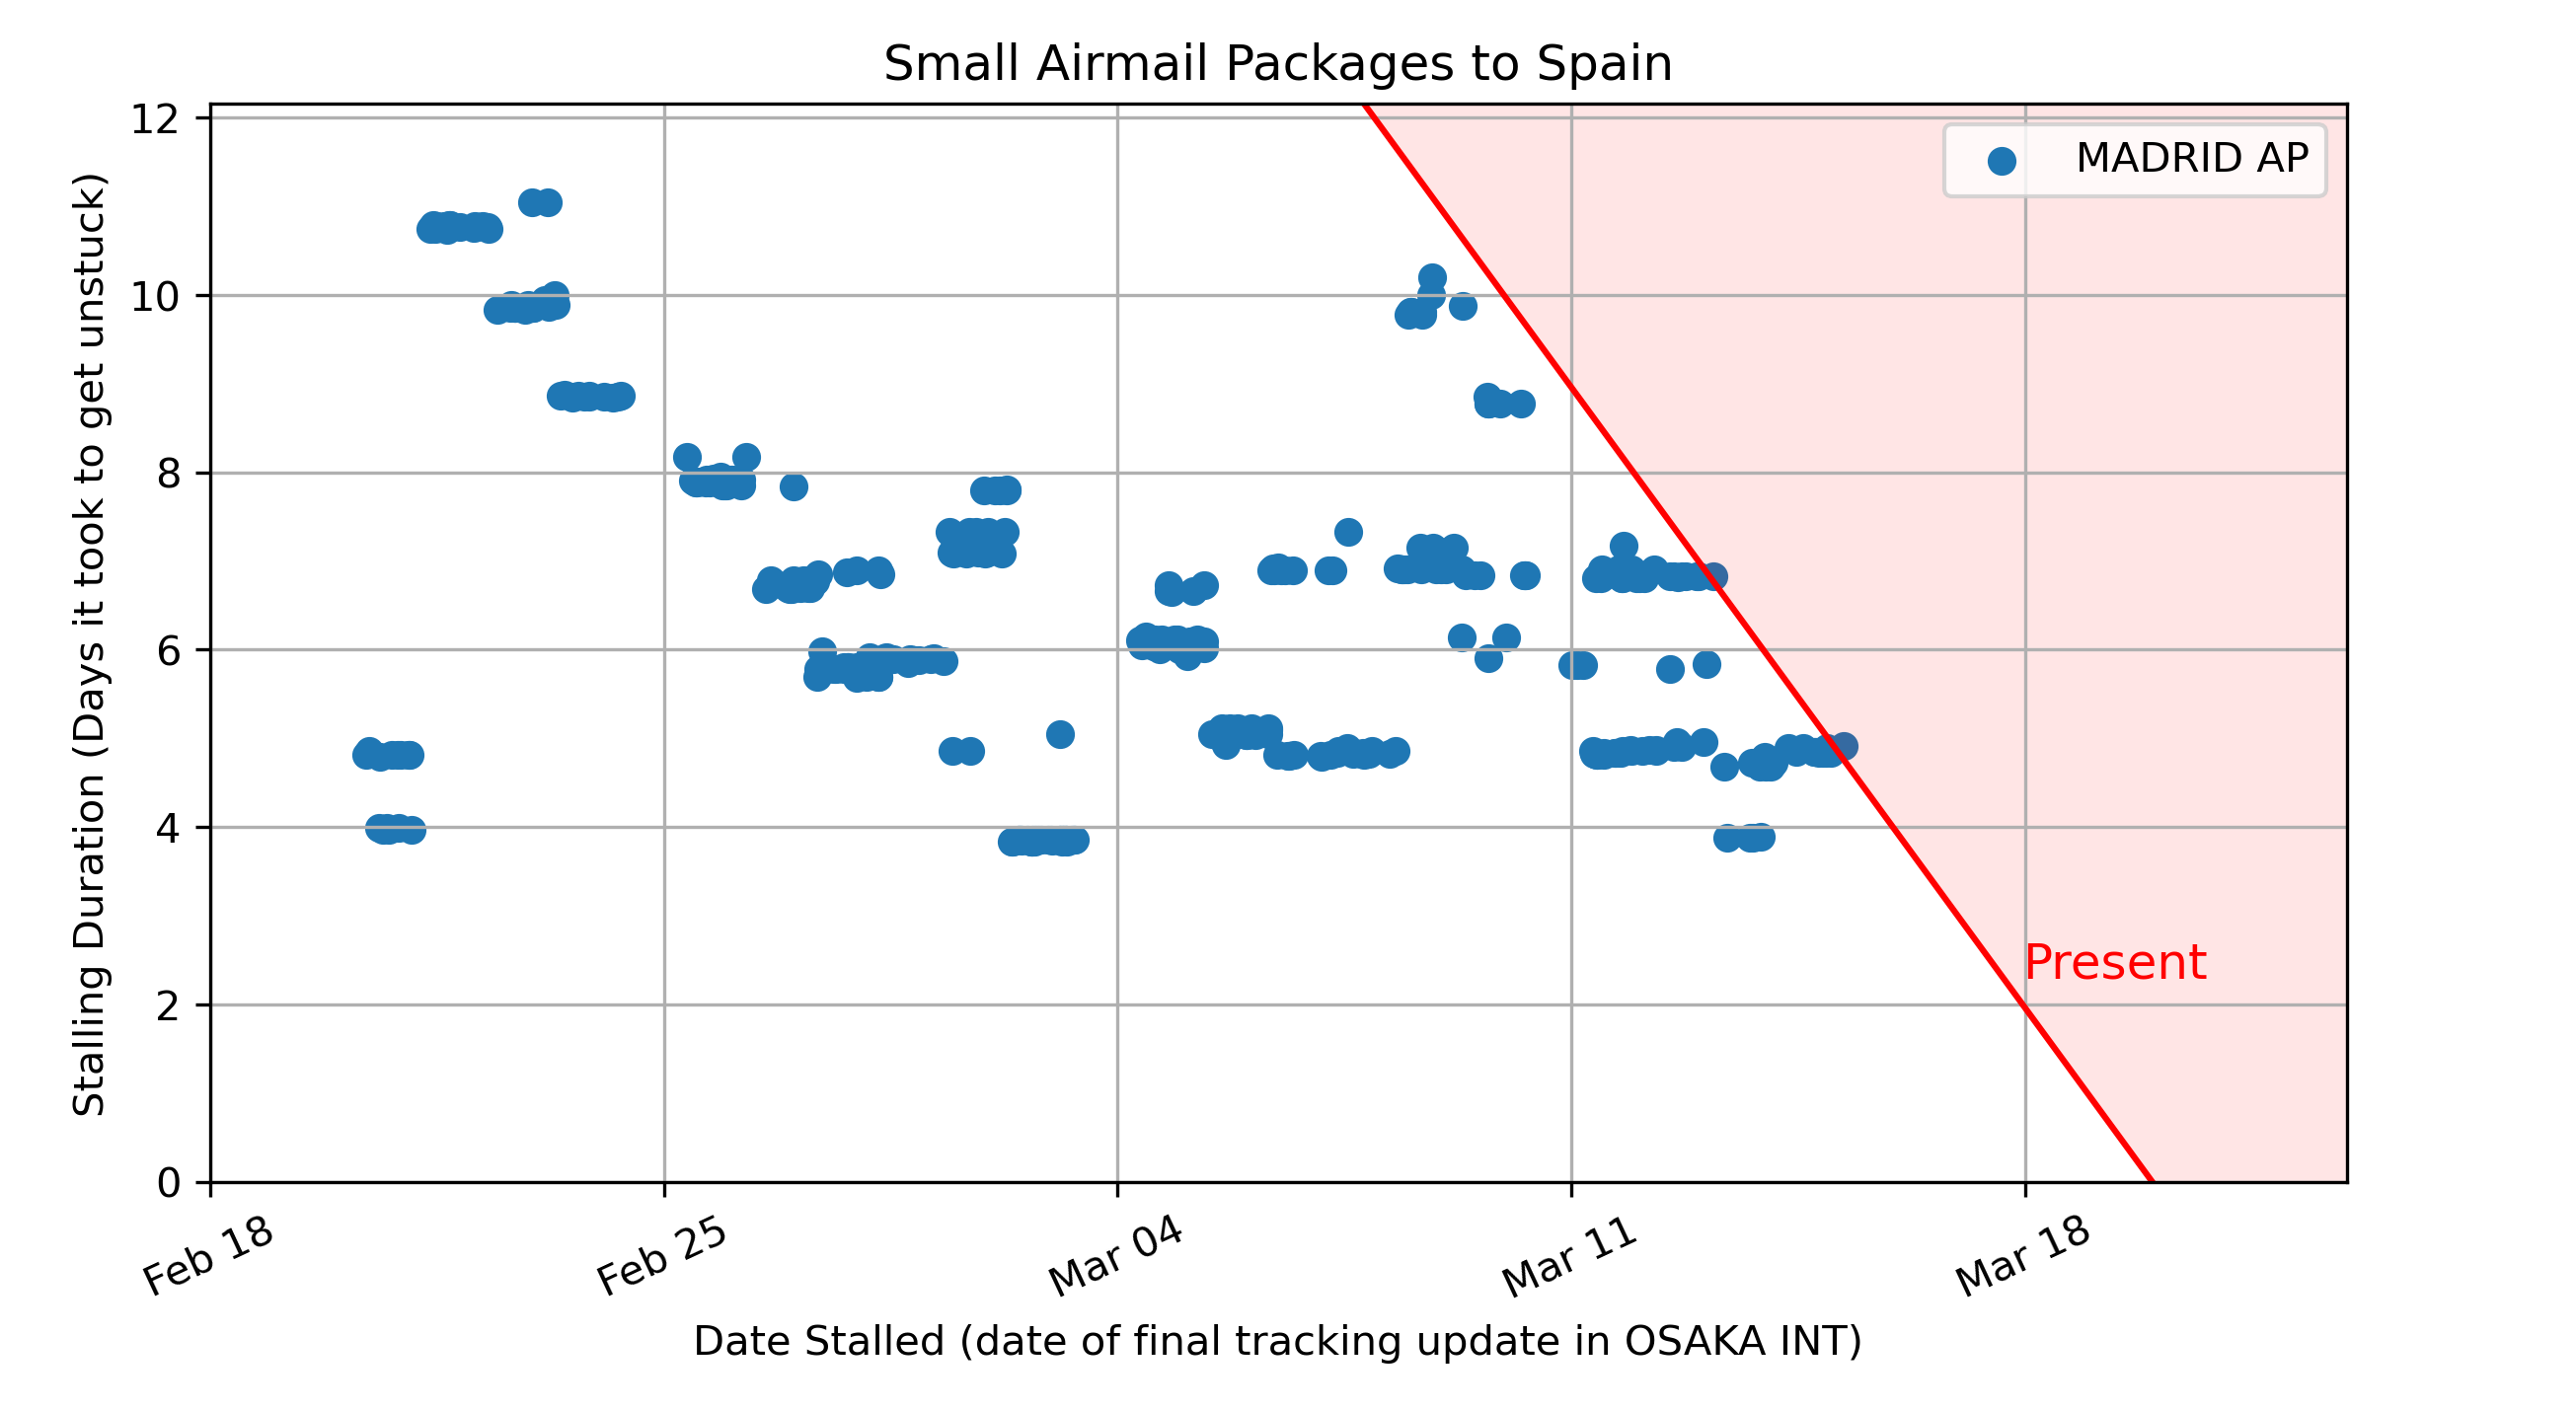 Small Airmail Packages to Spain
Stalling Duration (Days it took to get unstuck)
12
10
8
6
4
2
0
MADRID AP
Present
Feb 18
Feb 25
Mar 04
Mar 11
Mar 18
Date Stalled (date of final tracking update in OSAKA INT)